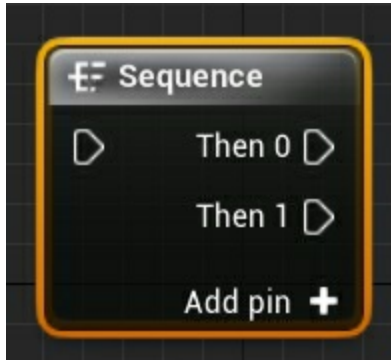 Sequence
Then 0
Then 1
Add pin